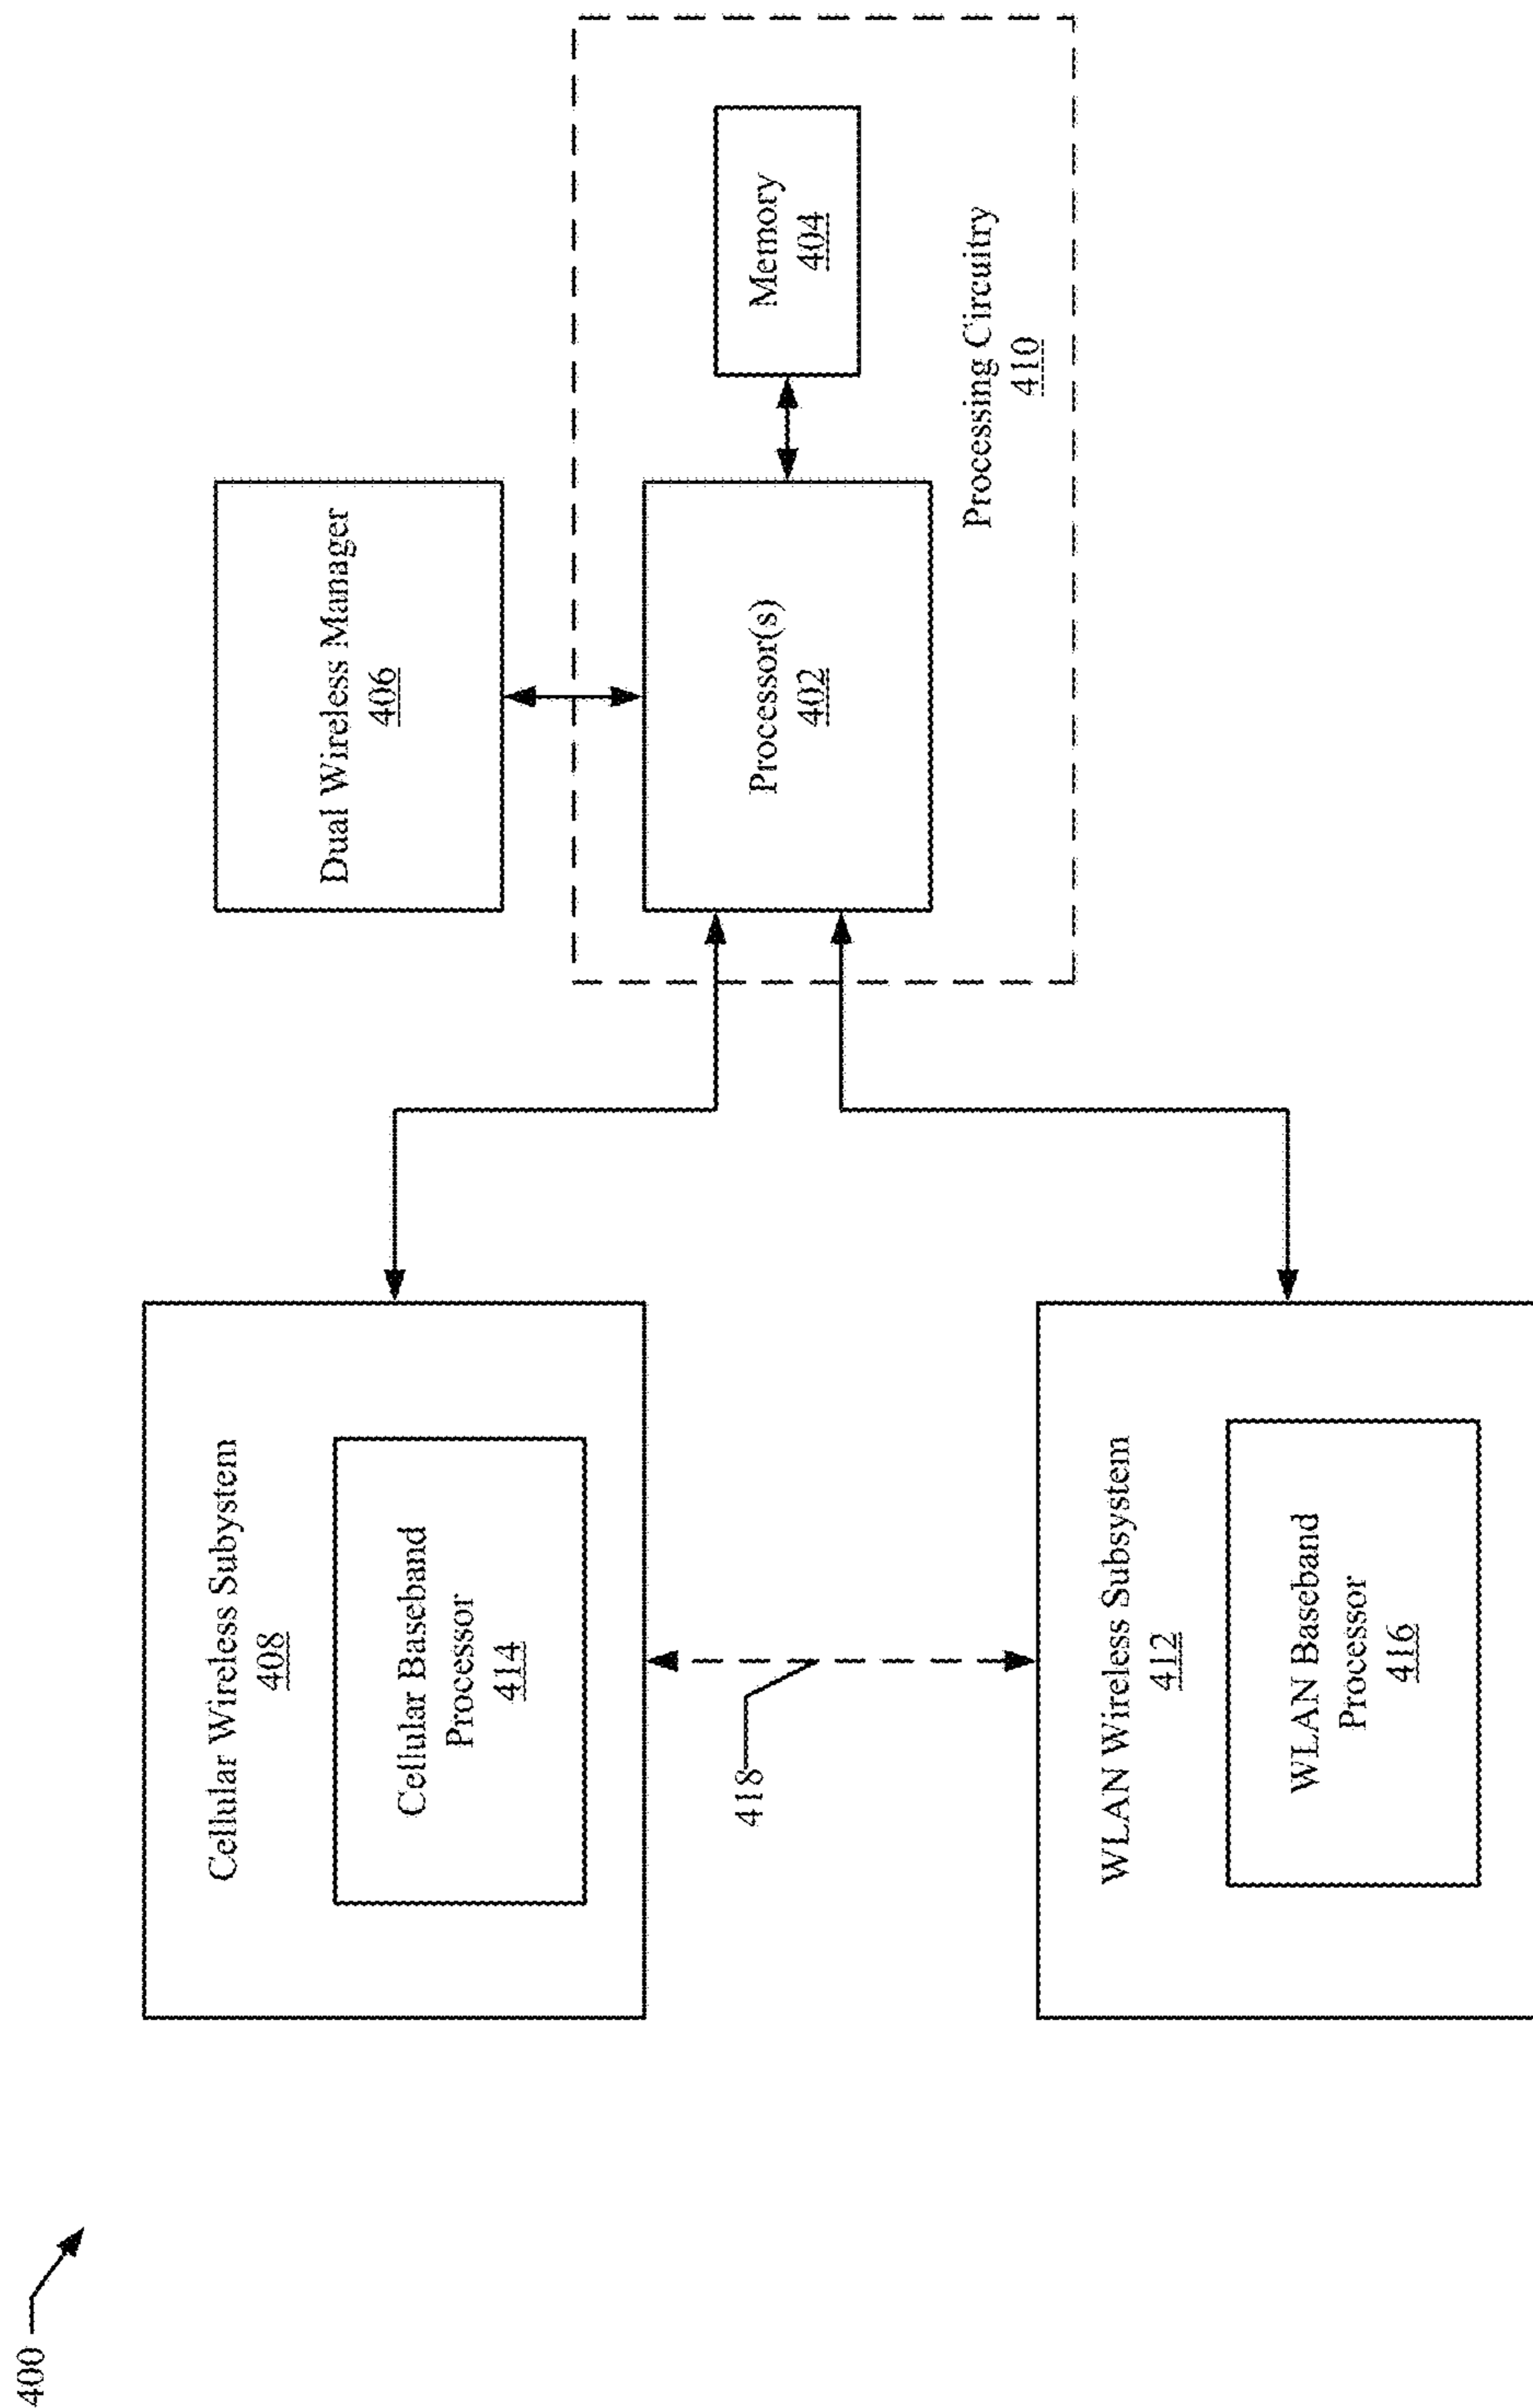 400
Cellular Wireless Subystem
408
Cellular Baseband
Processor
414
418
WLAN Wireless Subsystem
412
WLAN Baseband
Processor
416
Dual Wireless Manager
406
Processor(s)
402
Memory
404
Processing Circuitry
410